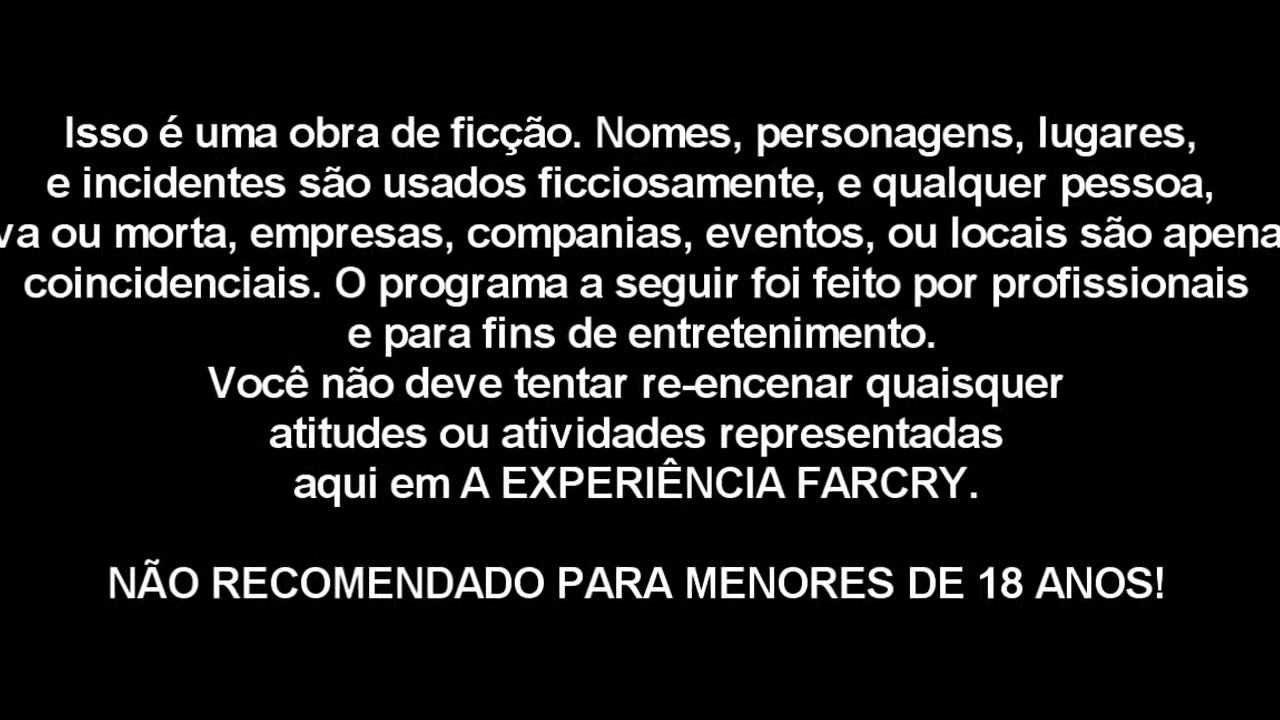 Isso é uma obra de ficção. Nomes, personagens, lugares,
e incidentes são usados ficciosamente, e qualquer pessoa,
va ou morta, empresas, companias, eventos, ou locais são apena
coincidenciais. O programa a seguir foi feito por profissionais
e para fins de entretenimento.
Você não deve tentar re-encenar quaisquer
atitudes ou atividades representadas
aqui em A EXPERIÊNCIA FARCRY.
NÃO RECOMENDADO PARA MENORES DE 18 ANOS!